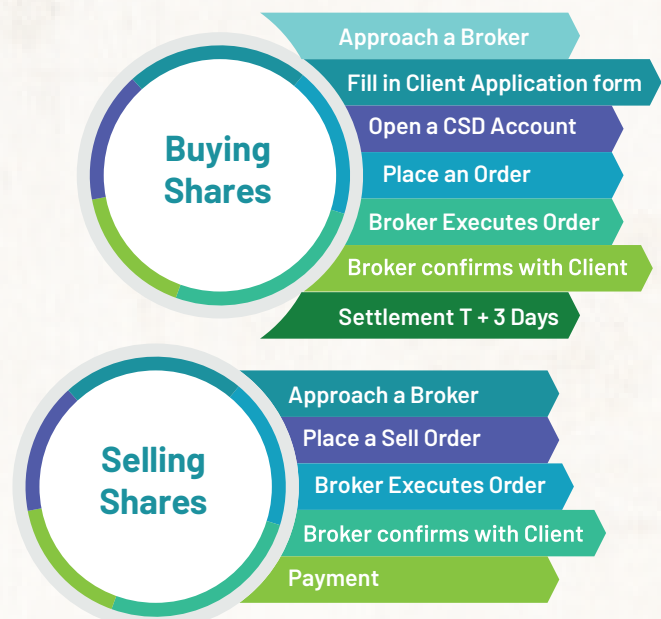 Buying
Shares
Approach a Broker
Fill in Client Application form
Open a CSD Account
Place an Order
Broker Executes Order
Broker confirms with Client
Settlement T + 3 Days
Selling
Shares
Approach a Broker
Place a Sell Order
Broker Executes Order
Broker confirms with Client
Payment